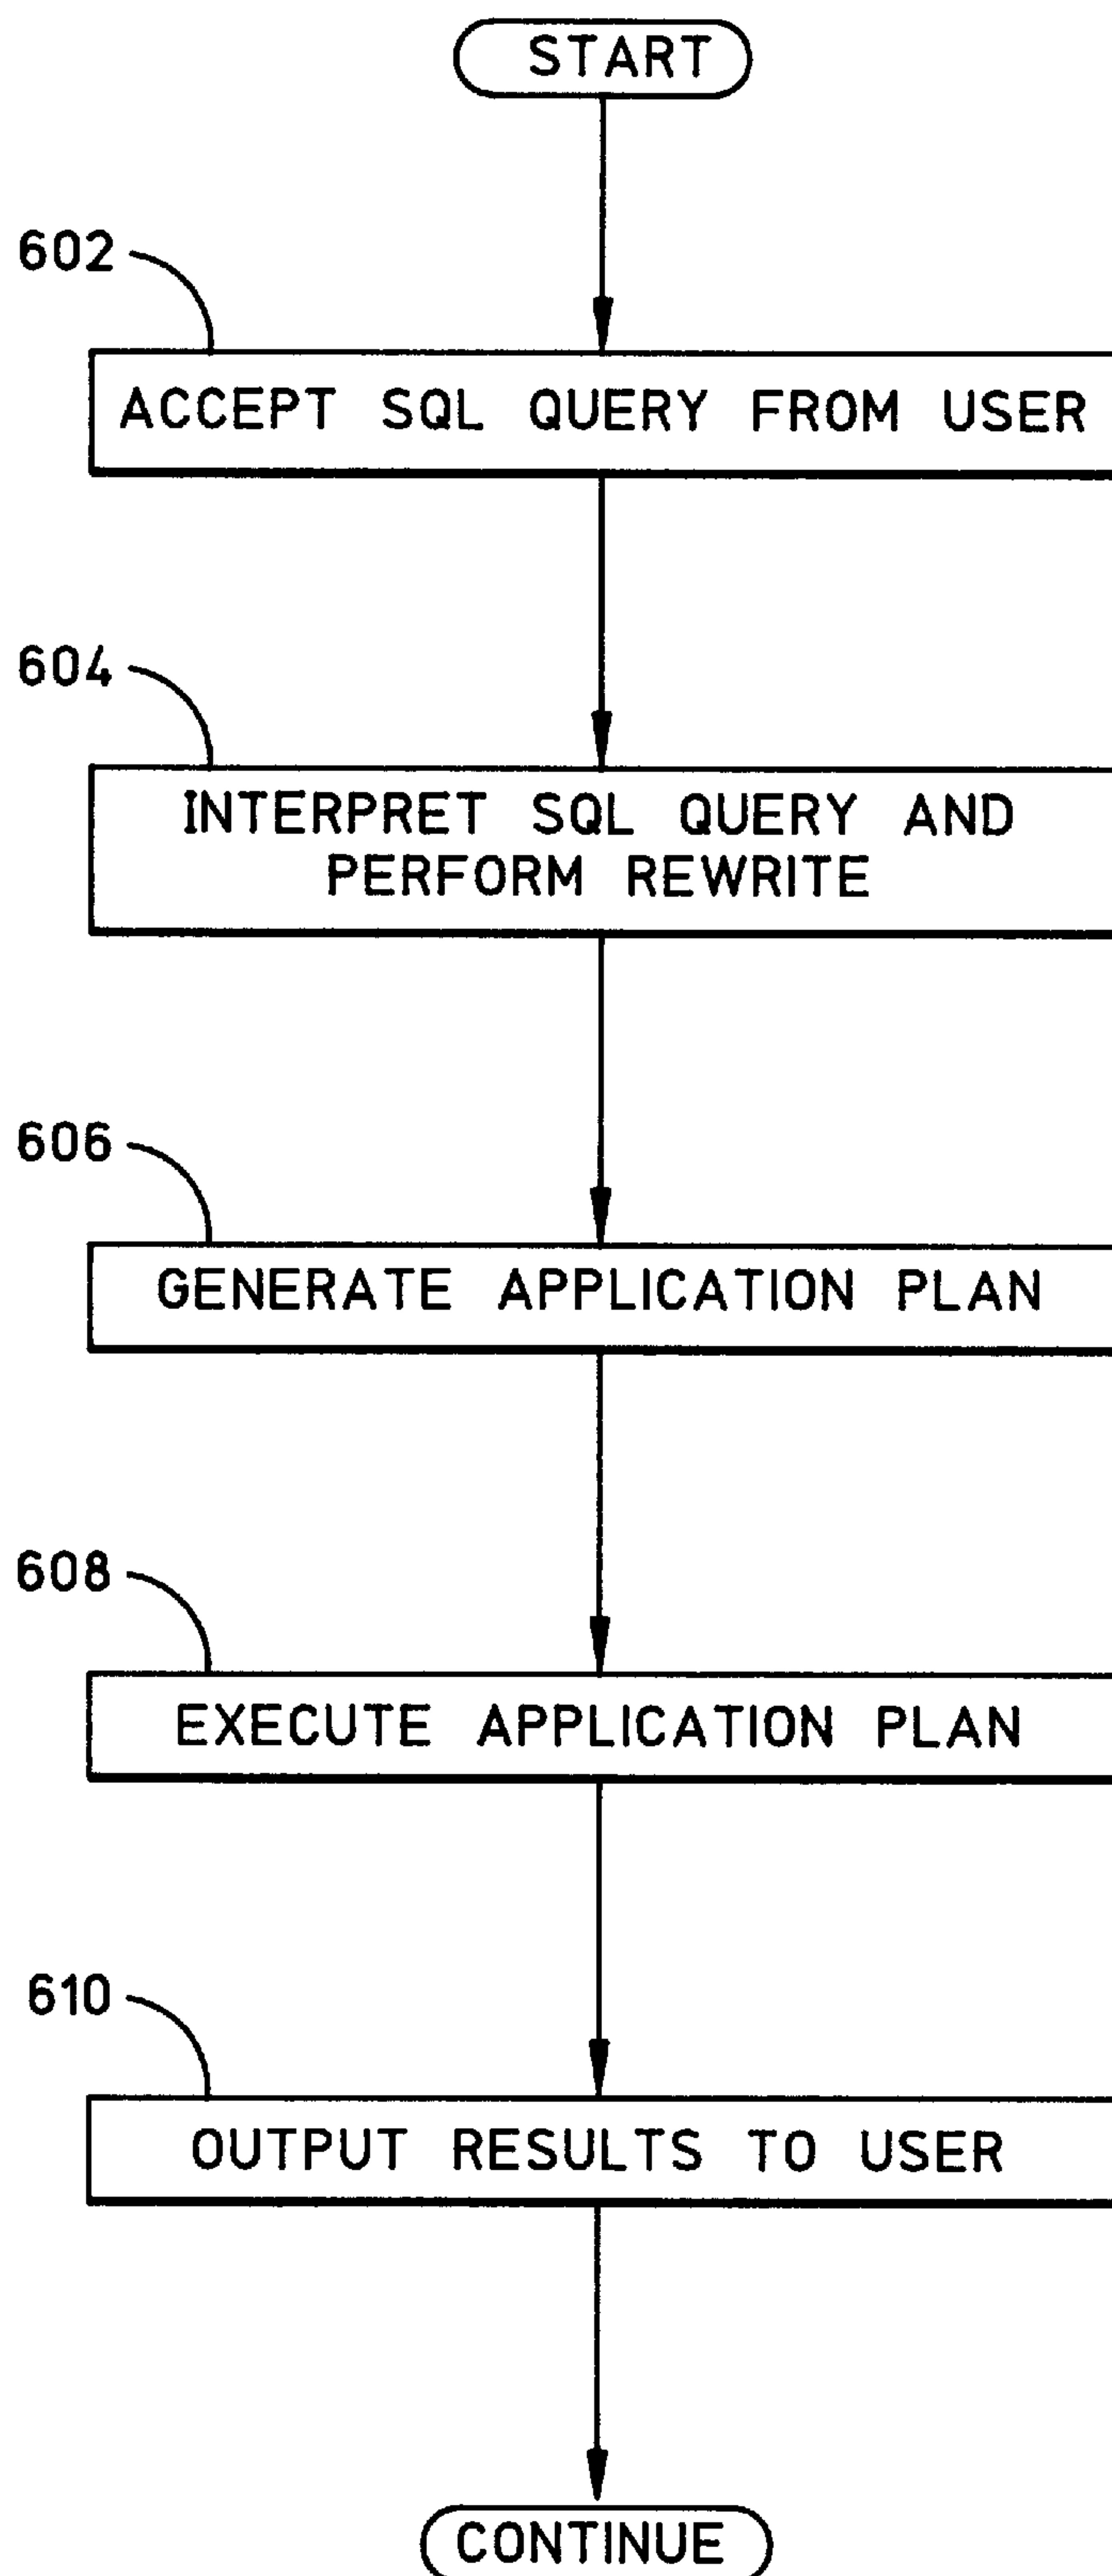 START
602
ACCEPT SQL QUERY FROM USER
604
INTERPRET SQL QUERY AND
PERFORM REWRITE
606
GENERATE APPLICATION PLAN
608
EXECUTE APPLICATION PLAN
610
OUTPUT RESULTS TO USER
CONTINUE